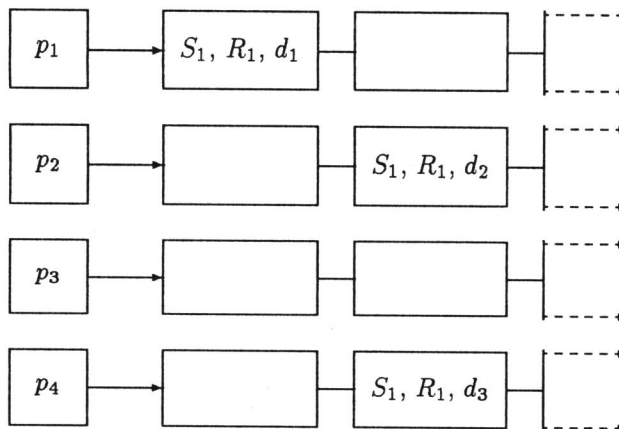 p₁ S₁, R₁, d₁
p₂ S₁, R₁, d₂
p₃
p₄ S₁, R₁, d₃